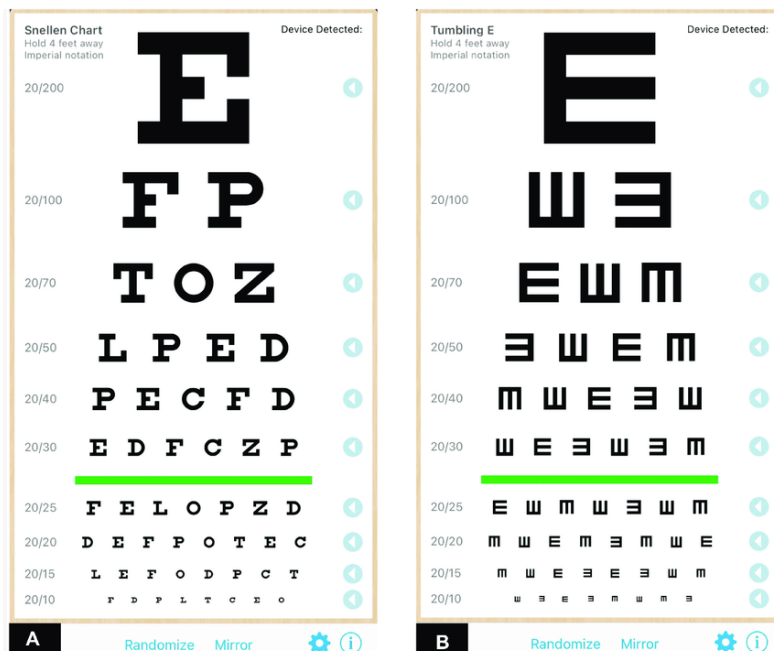 Snellen Chart Device Detected:
Hold 4 feet away
Imperial notation
20/200 E
20/100 F P
20/70 T O Z
20/50 L P E D
20/40 P E C F D
20/30 E D F C Z P
20/25 F E L O P Z D
20/20 D E F P O T E C
20/15 L E F O D P C T
20/10 F D P L T C E O
A Randomize Mirror
Tumbling E Device Detected:
Hold 4 feet away
Imperial notation
20/200 E
20/100 Ш Ǝ
20/70 E Ш M
20/50 Ǝ Ш E M
20/40 M Ш E Ǝ Ш
20/30 Ш E Ǝ Ш Ǝ M
20/25 E Ш M Ш Ǝ Ш M
20/20 M Ш E M Ǝ M Ш E
20/15 M Ш E Ǝ E Ǝ Ш M
20/10 Ш Ǝ E Ǝ M Ш M Ǝ
B Randomize Mirror